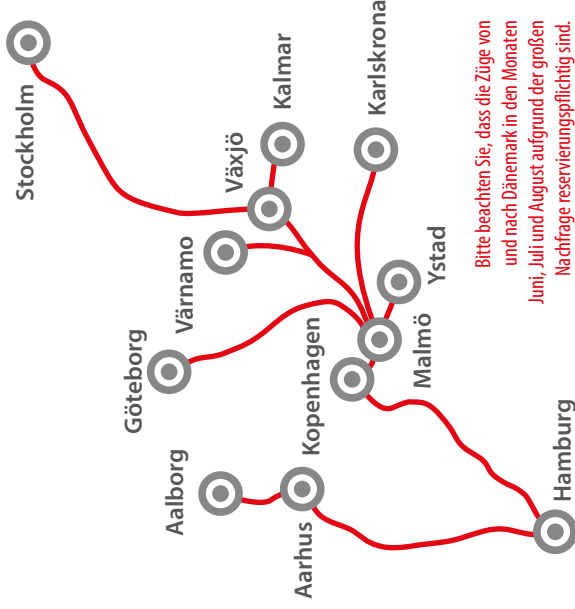 Stockholm
Kalmar
Karlskrona
Växjö
Värnamo
Ystad
Göteborg
Kopenhagen
Malmö
Aalborg
Aarhus
Hamburg
Bitte beachten Sie, dass die Züge von
und nach Dänemark in den Monaten
Juni, Juli und August aufgrund der großen
Nachfrage reservierungspflichtig sind.